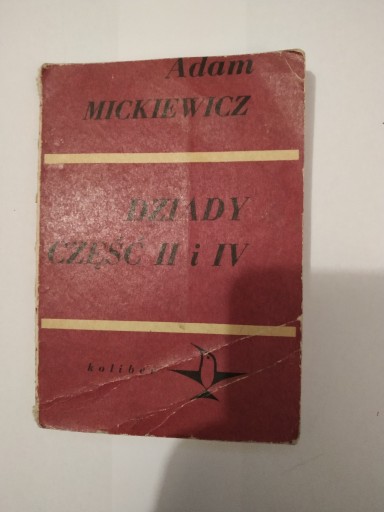 Adam
MICKIEWICZ
DZIADY
CZĘŚĆ II i IV
koliber